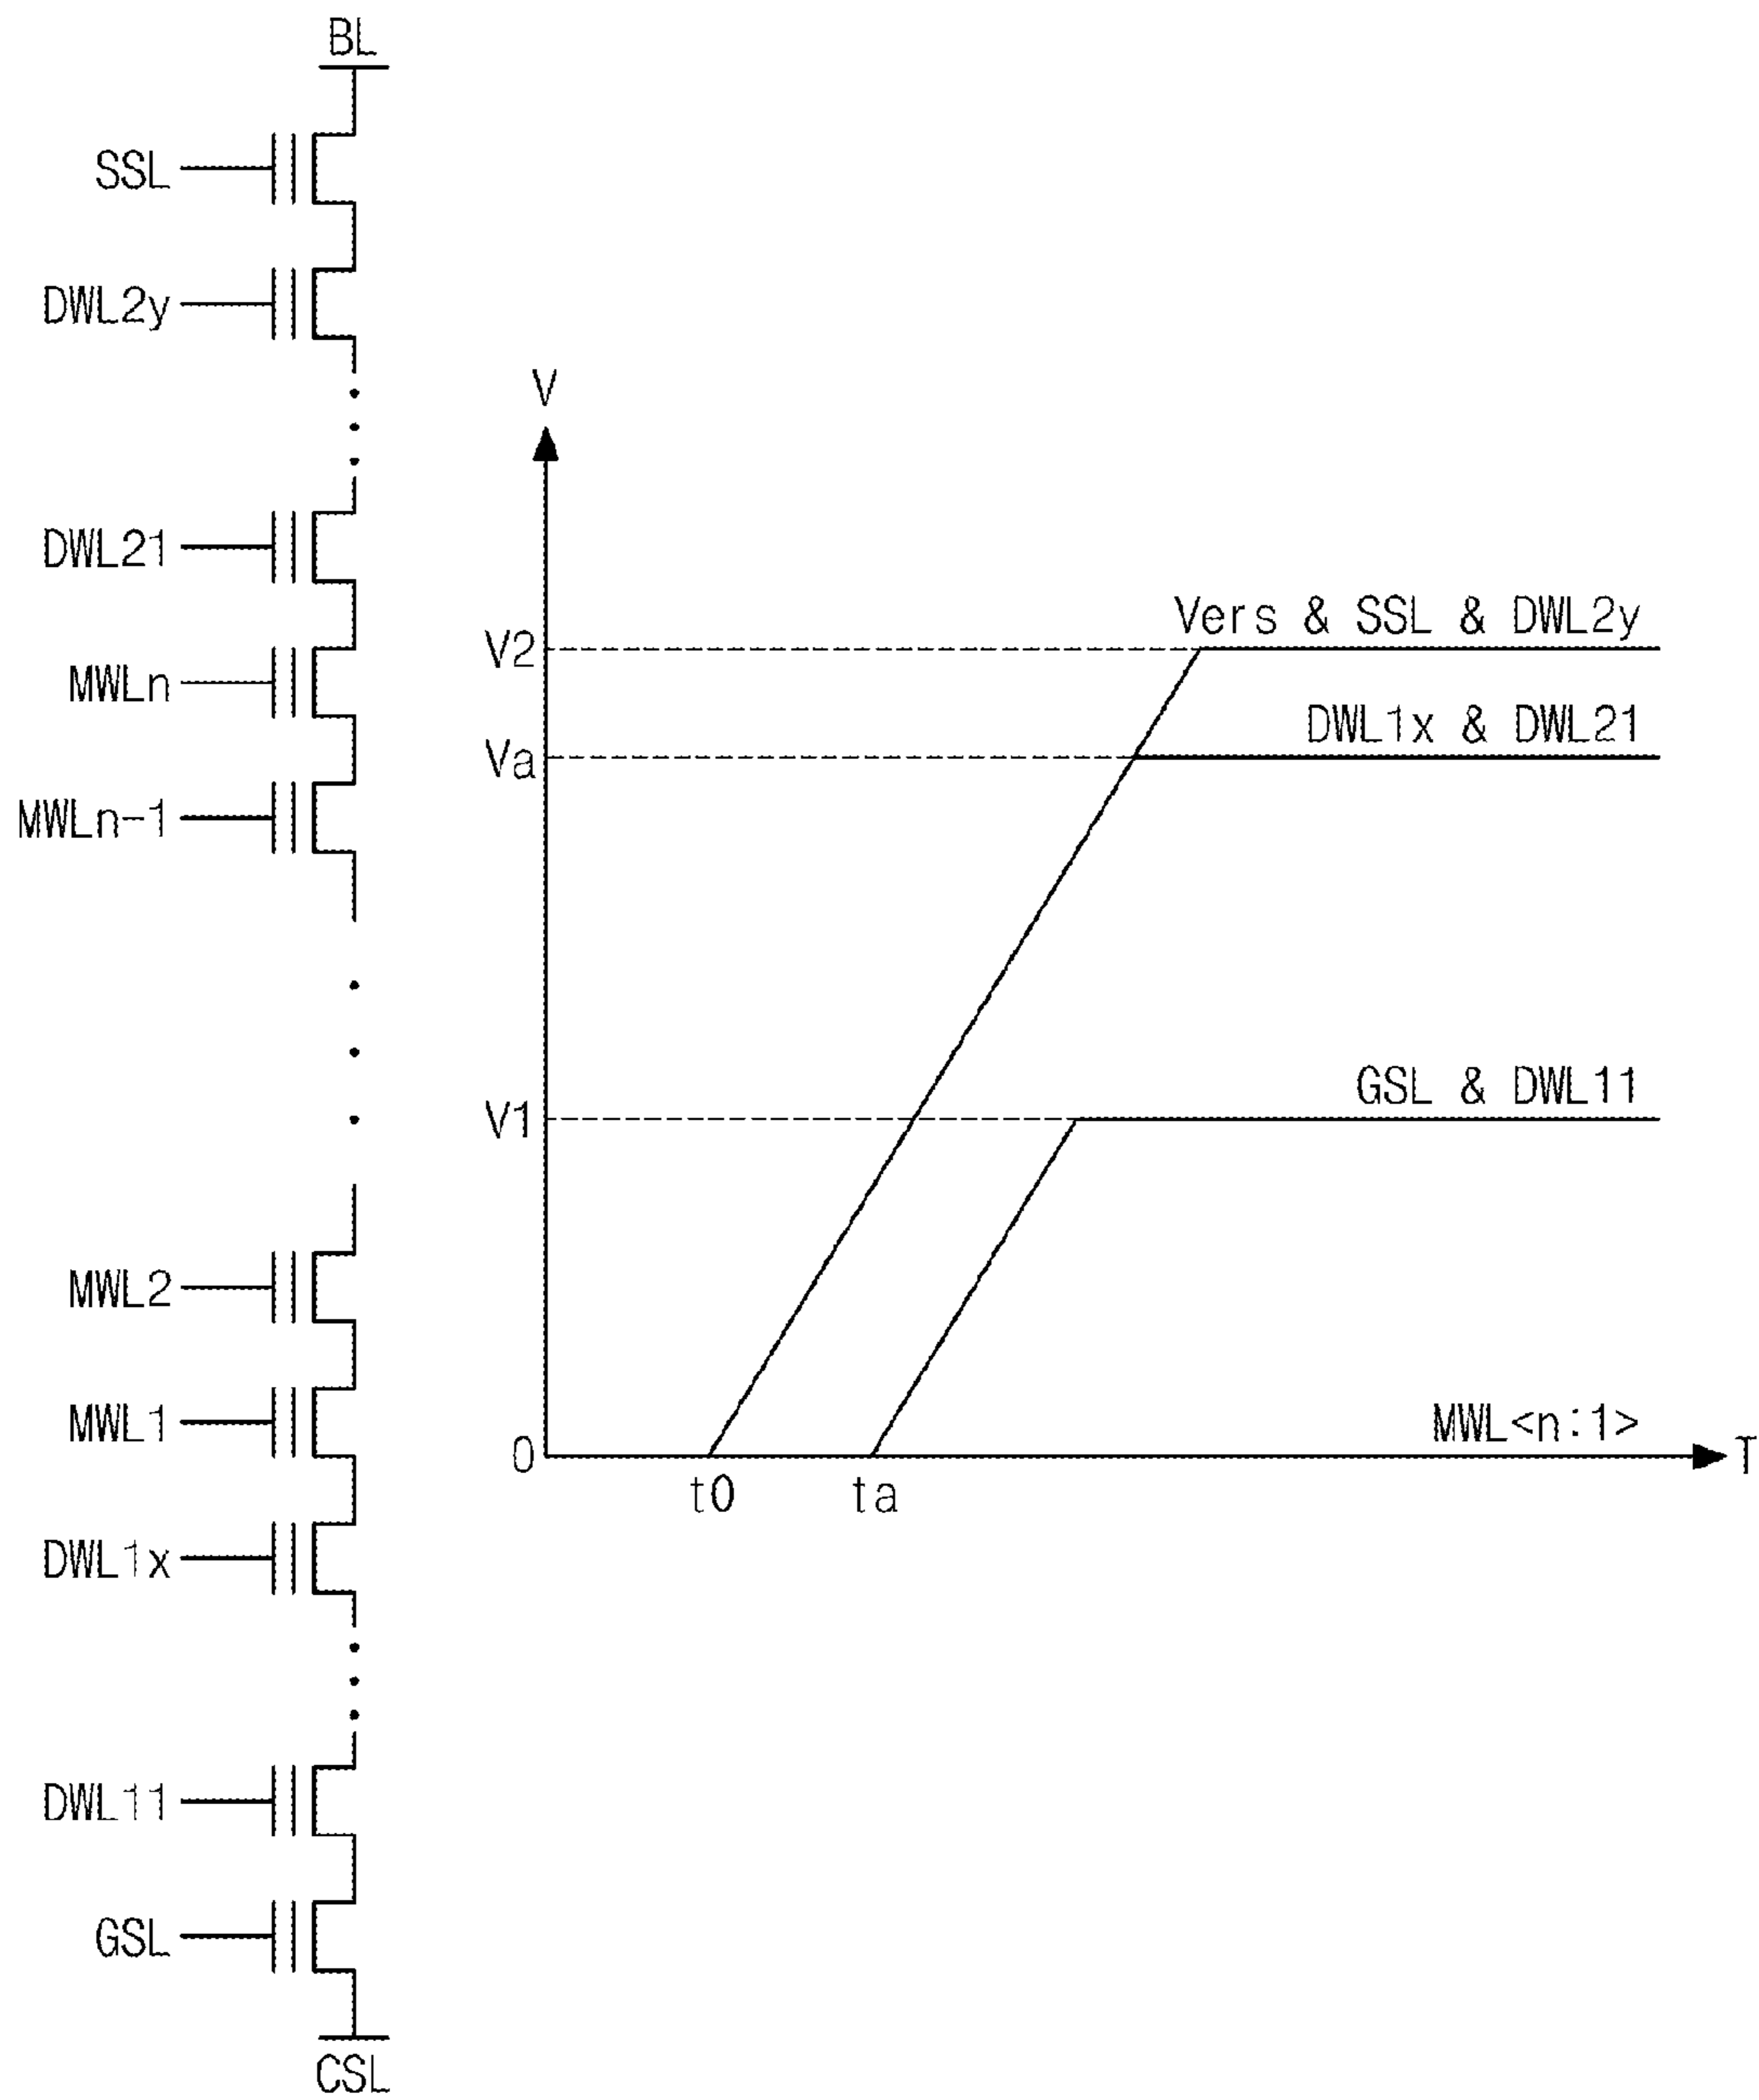 BL
SSL
DWL2y
DWL21
MWLn
MWLn-1
MWL2
MWL1
DWL1x
DWL11
GSL
CSL
V
V2
Va
V1
0
t0
ta
T
Vers & SSL & DWL2y
DWL1x & DWL21
GSL & DWL11
MWL<n:1>